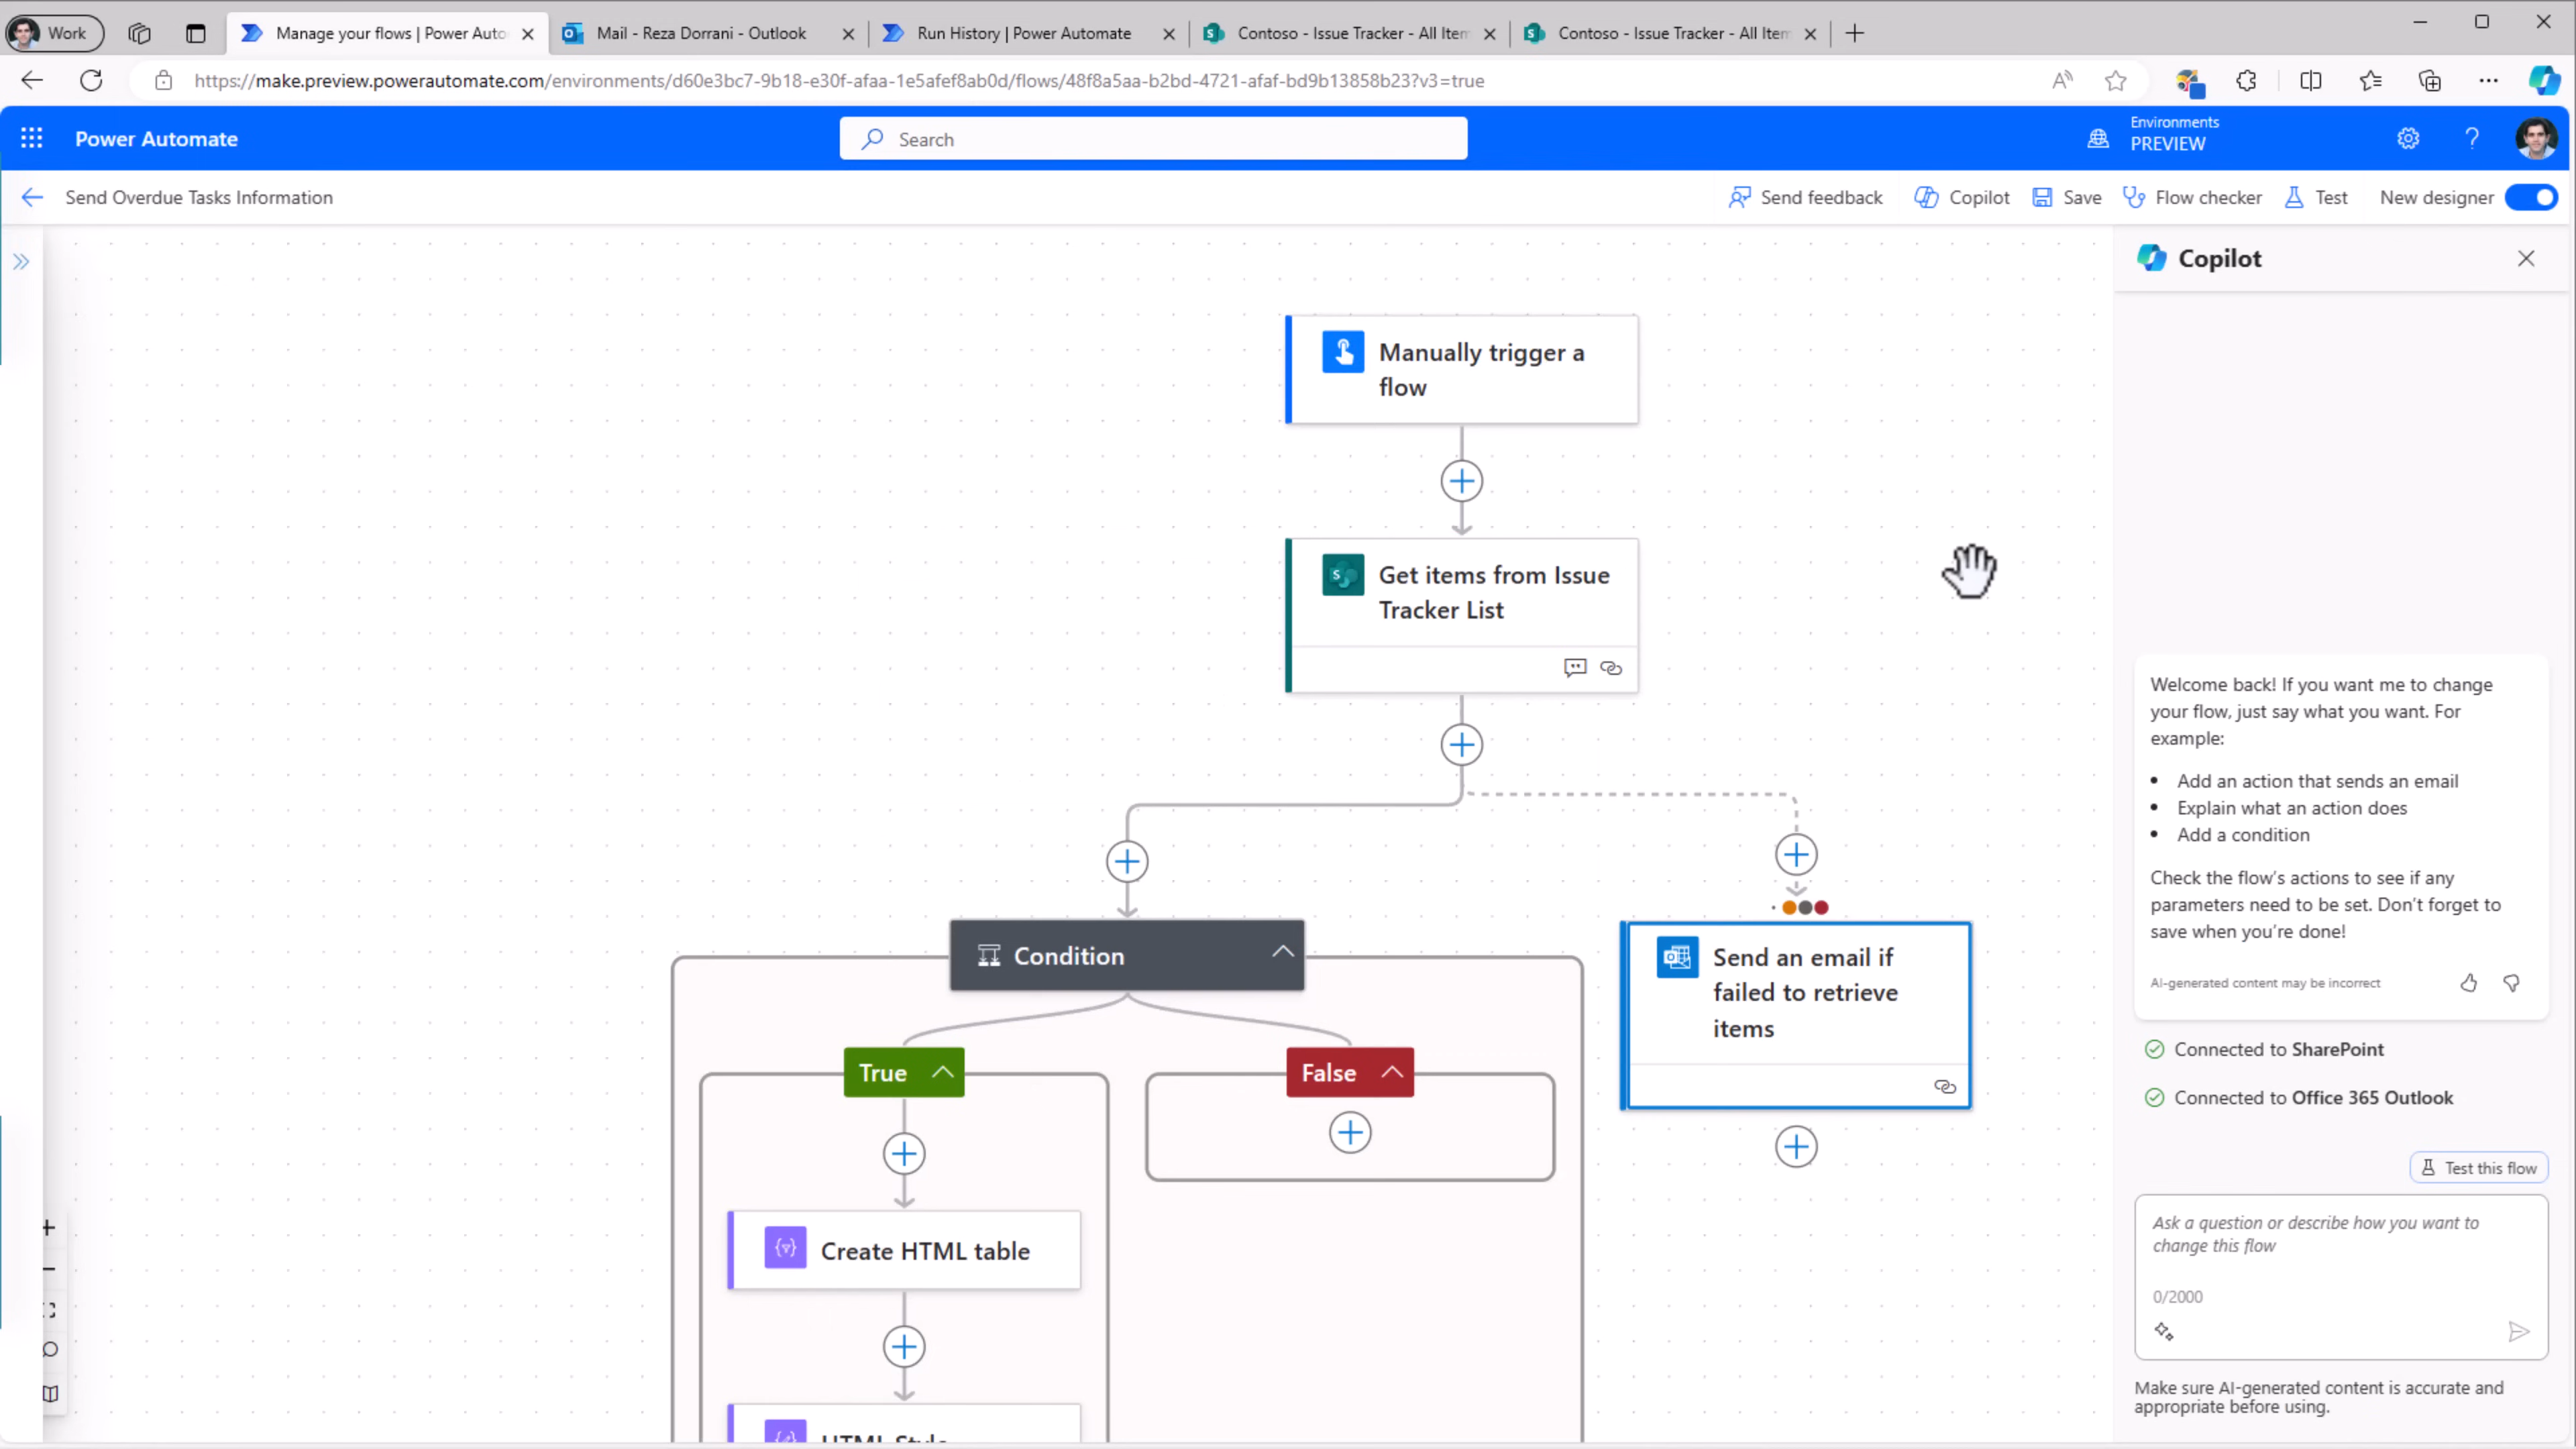 Work
Manage your flows | Power Auto
Mail - Reza Dorrani - Outlook
Run History | Power Automate
Contoso - Issue Tracker - All Item
Contoso - Issue Tracker - All Item
https://make.preview.powerautomate.com/environments/d60e3bc7-9b18-e30f-afaa-1e5afef8ab0d/flows/48f8a5aa-b2bd-4721-afaf-bd9b13858b23?v3=true
Power Automate
Search
Environments
PREVIEW
Send Overdue Tasks Information
Send feedback
Copilot
Save
Flow checker
Test
New designer
Copilot
Manually trigger a
flow
Get items from Issue
Tracker List
Condition
True
False
Create HTML table
HTML Style
Send an email if
failed to retrieve
items
Welcome back! If you want me to change
your flow, just say what you want. For
example:
• Add an action that sends an email
• Explain what an action does
• Add a condition
Check the flow's actions to see if any
parameters need to be set. Don't forget to
save when you're done!
AI-generated content may be incorrect
Connected to SharePoint
Connected to Office 365 Outlook
Test this flow
Ask a question or describe how you want to
change this flow
0/2000
Make sure AI-generated content is accurate and
appropriate before using.